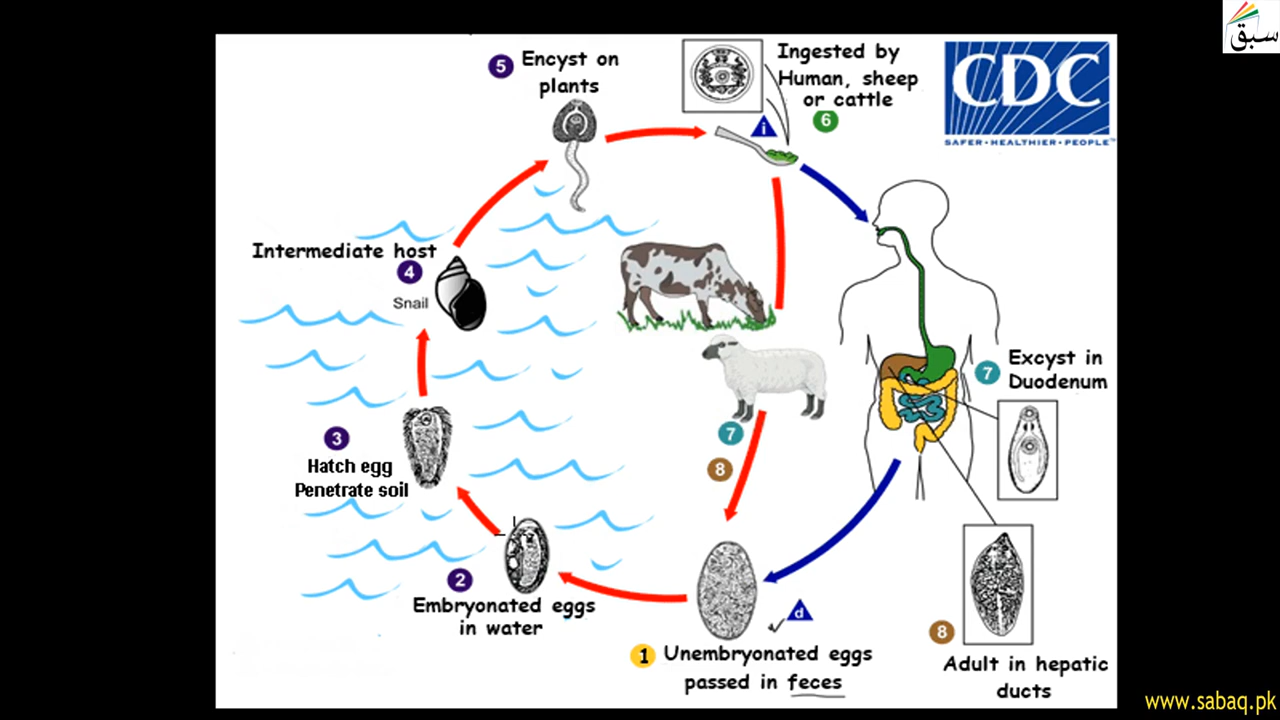 سبق
5 Encyst on
plants
Ingested by
Human, sheep
or cattle
6
i
CDC
SAFER•HEALTHIER•PEOPLE™
Intermediate host
4
Snail
7 Excyst in
Duodenum
3
Hatch egg
Penetrate soil
7
8
2
Embryonated eggs
in water
d
1 Unembryonated eggs
passed in feces
8
Adult in hepatic
ducts
www.sabaq.pk